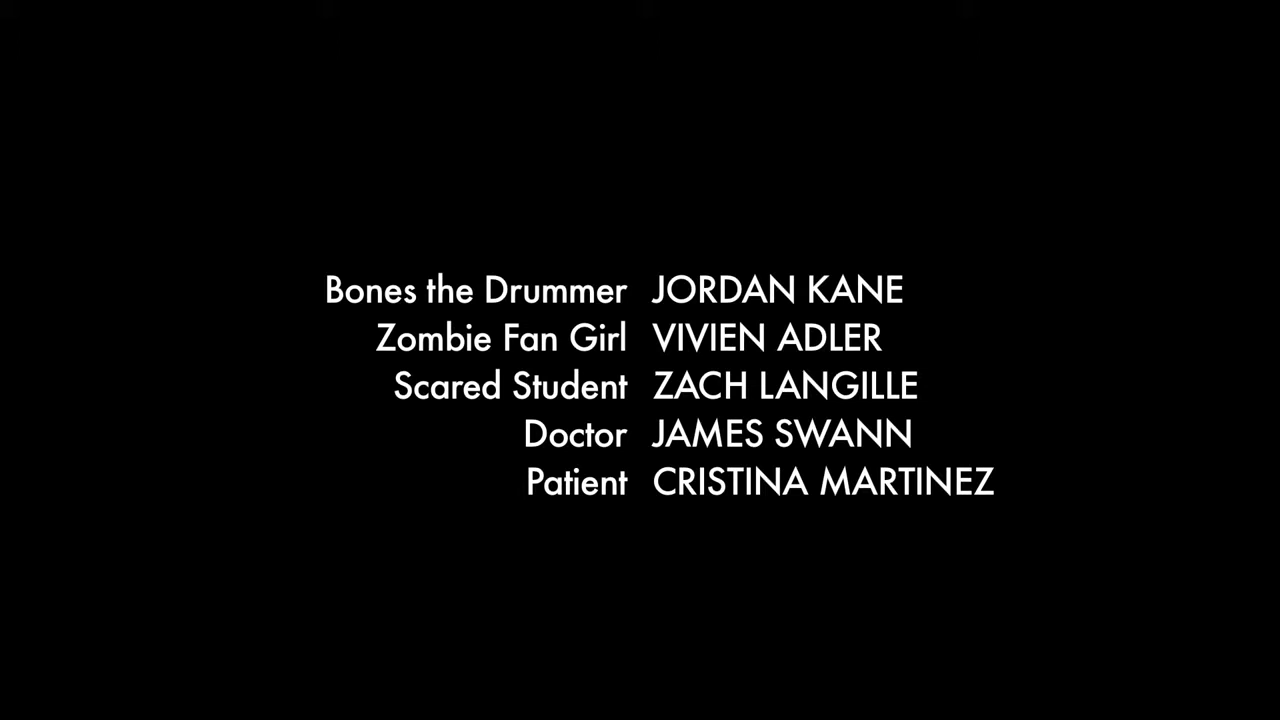 Bones the Drummer JORDAN KANE
Zombie Fan Girl VIVIEN ADLER
Scared Student ZACH LANGILLE
Doctor JAMES SWANN
Patient CRISTINA MARTINEZ